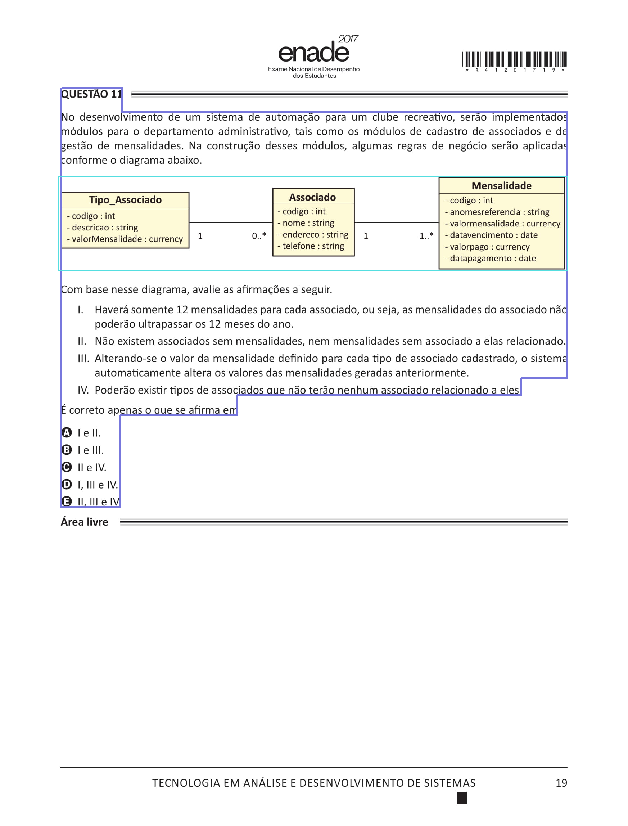 2017
enade
Exame Nacional de Desempenho
dos Estudantes
*R41201719*
QUESTÃO 11
No desenvolvimento de um sistema de automação para um clube recreativo, serão implementados
módulos para o departamento administrativo, tais como os módulos de cadastro de associados e de
gestão de mensalidades. Na construção desses módulos, algumas regras de negócio serão aplicadas
conforme o diagrama abaixo.
Tipo_Associado
- codigo : int
- descricao : string
- valorMensalidade : currency
1
0..*
Associado
- codigo : int
- nome : string
- endereco : string
- telefone : string
1
1..*
Mensalidade
- codigo : int
- anomesreferencia : string
- valormensalidade : currency
- datavencimento : date
- valorpago : currency
- datapagamento : date
Com base nesse diagrama, avalie as afirmações a seguir.
I. Haverá somente 12 mensalidades para cada associado, ou seja, as mensalidades do associado não
poderão ultrapassar os 12 meses do ano.
II. Não existem associados sem mensalidades, nem mensalidades sem associado a elas relacionado.
III. Alterando-se o valor da mensalidade definido para cada tipo de associado cadastrado, o sistema
automaticamente altera os valores das mensalidades geradas anteriormente.
IV. Poderão existir tipos de associados que não terão nenhum associado relacionado a eles.
É correto apenas o que se afirma em
A I e II.
B I e III.
C II e IV.
D I, III e IV.
E II, III e IV.
Área livre
TECNOLOGIA EM ANÁLISE E DESENVOLVIMENTO DE SISTEMAS
19